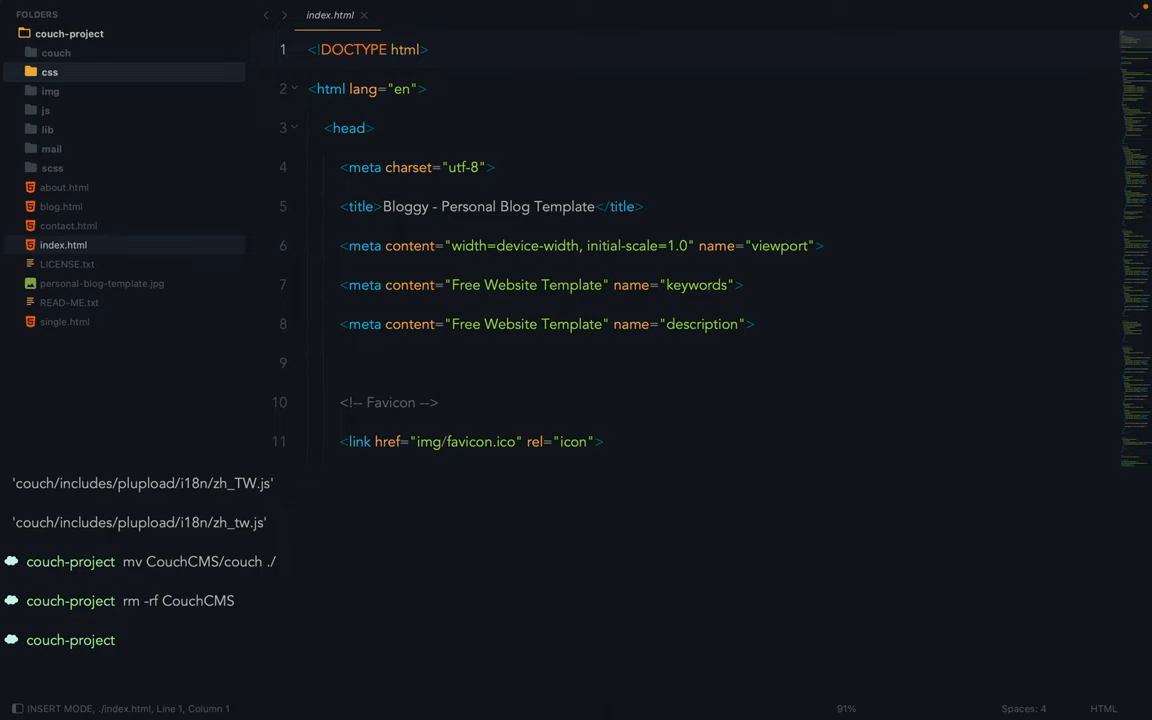 FOLDERS
couch-project
couch
css
img
js
lib
mail
scss
about.html
blog.html
contact.html
index.html
LICENSE.txt
personal-blog-template.jpg
READ-ME.txt
single.html
index.html
1 <!DOCTYPE html>
2 <html lang="en">
3 <head>
4 <meta charset="utf-8">
5 <title>Bloggy - Personal Blog Template</title>
6 <meta content="width=device-width, initial-scale=1.0" name="viewport">
7 <meta content="Free Website Template" name="keywords">
8 <meta content="Free Website Template" name="description">
9
10 <!-- Favicon -->
11 <link href="img/favicon.ico" rel="icon">
'couch/includes/plupload/i18n/zh_TW.js'
'couch/includes/plupload/i18n/zh_tw.js'
couch-project mv CouchCMS/couch ./
couch-project rm -rf CouchCMS
couch-project
INSERT MODE, ./index.html, Line 1, Column 1
91%
Spaces: 4
HTML